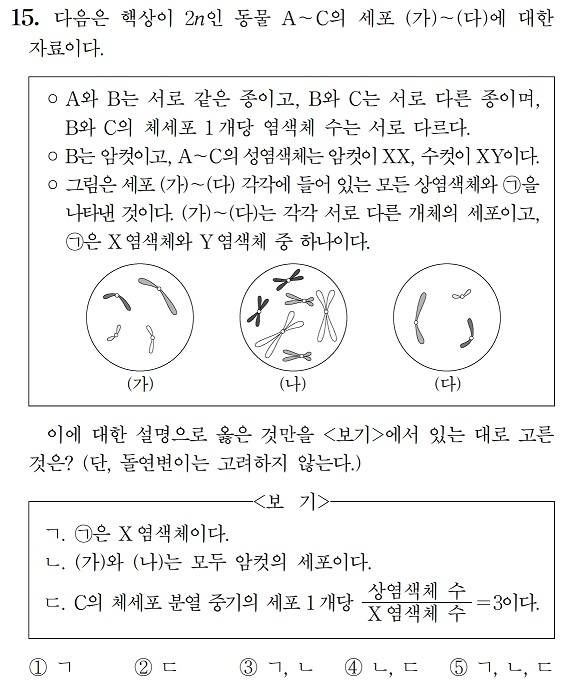 15. 다음은 핵상이 2n인 동물 A~C의 세포 (가)~(다)에 대한
자료이다.
○ A와 B는 서로 같은 종이고, B와 C는 서로 다른 종이며,
B와 C의 체세포 1개당 염색체 수는 서로 다르다.
○ B는 암컷이고, A~C의 성염색체는 암컷이 XX, 수컷이 XY이다.
○ 그림은 세포 (가)~(다) 각각에 들어 있는 모든 상염색체와 ㉠을
나타낸 것이다. (가)~(다)는 각각 서로 다른 개체의 세포이고,
㉠은 X염색체와 Y염색체 중 하나이다.
(가) (나) (다)
이에 대한 설명으로 옳은 것만을 <보기>에서 있는 대로 고른
것은? (단, 돌연변이는 고려하지 않는다.)
<보 기>
ㄱ. ㉠은 X염색체이다.
ㄴ. (가)와 (나)는 모두 암컷의 세포이다.
ㄷ. C의 체세포 분열 중기의 세포 1개당 상염색체 수/X염색체 수=3이다.
① ㄱ ② ㄷ ③ ㄱ, ㄴ ④ ㄴ, ㄷ ⑤ ㄱ, ㄴ, ㄷ